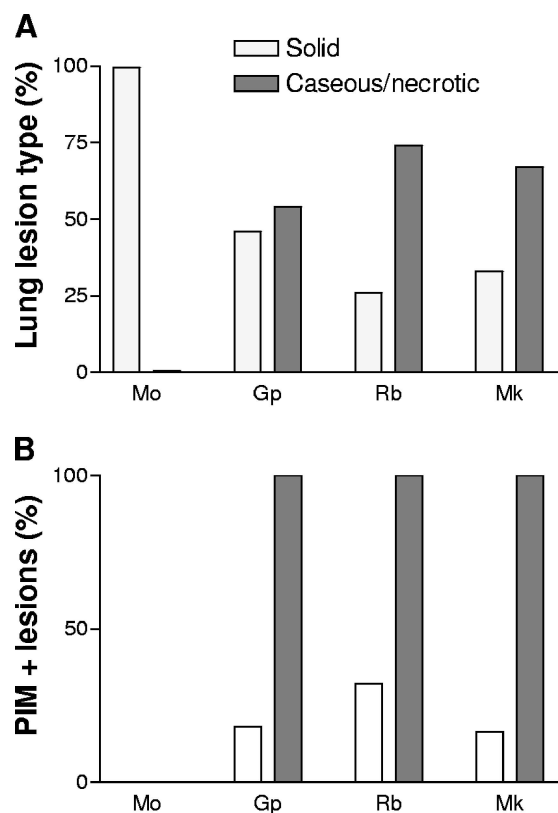 A
Solid
Caseous/necrotic
Lung lesion type (%)
100
75
50
25
0
Mo Gp Rb Mk
B
PIM + lesions (%)
100
50
0
Mo Gp Rb Mk